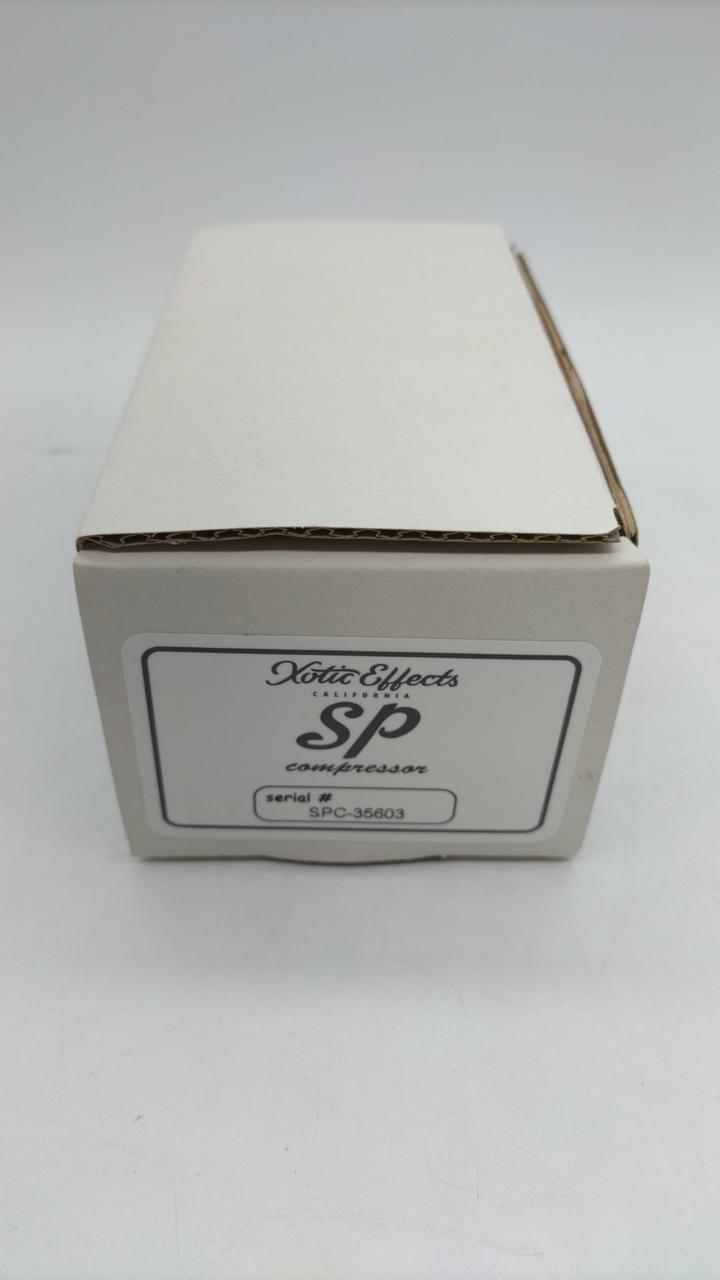 Xotic Effects
CALIFORNIA
SP
compressor
serial #
SPC-35603